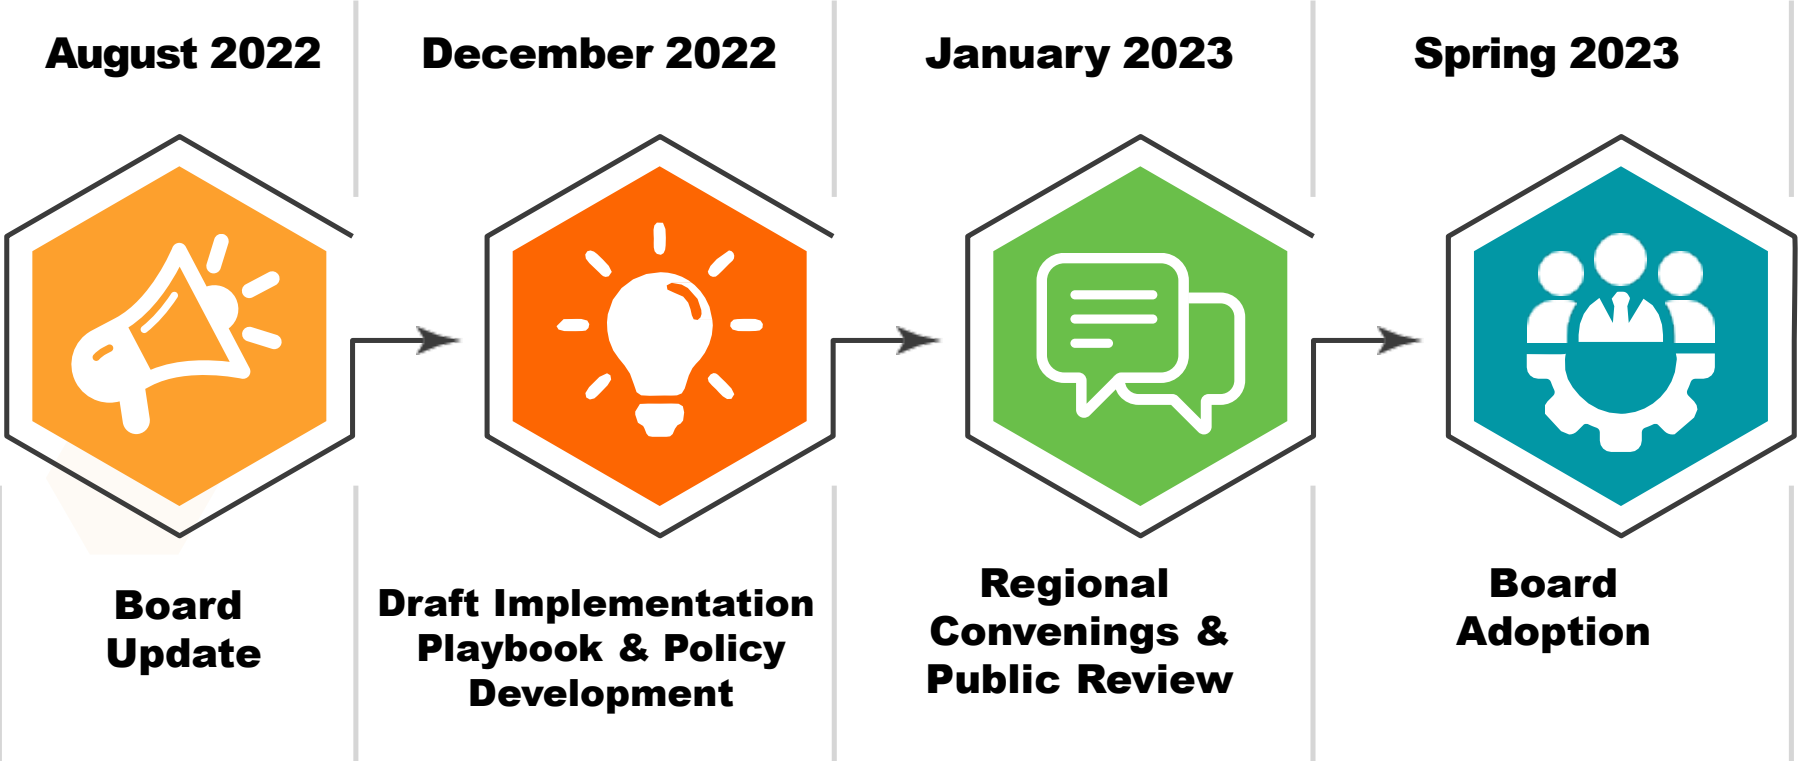 August 2022
December 2022
January 2023
Spring 2023
Board
Update
Draft Implementation
Playbook & Policy
Development
Regional
Convenings &
Public Review
Board
Adoption